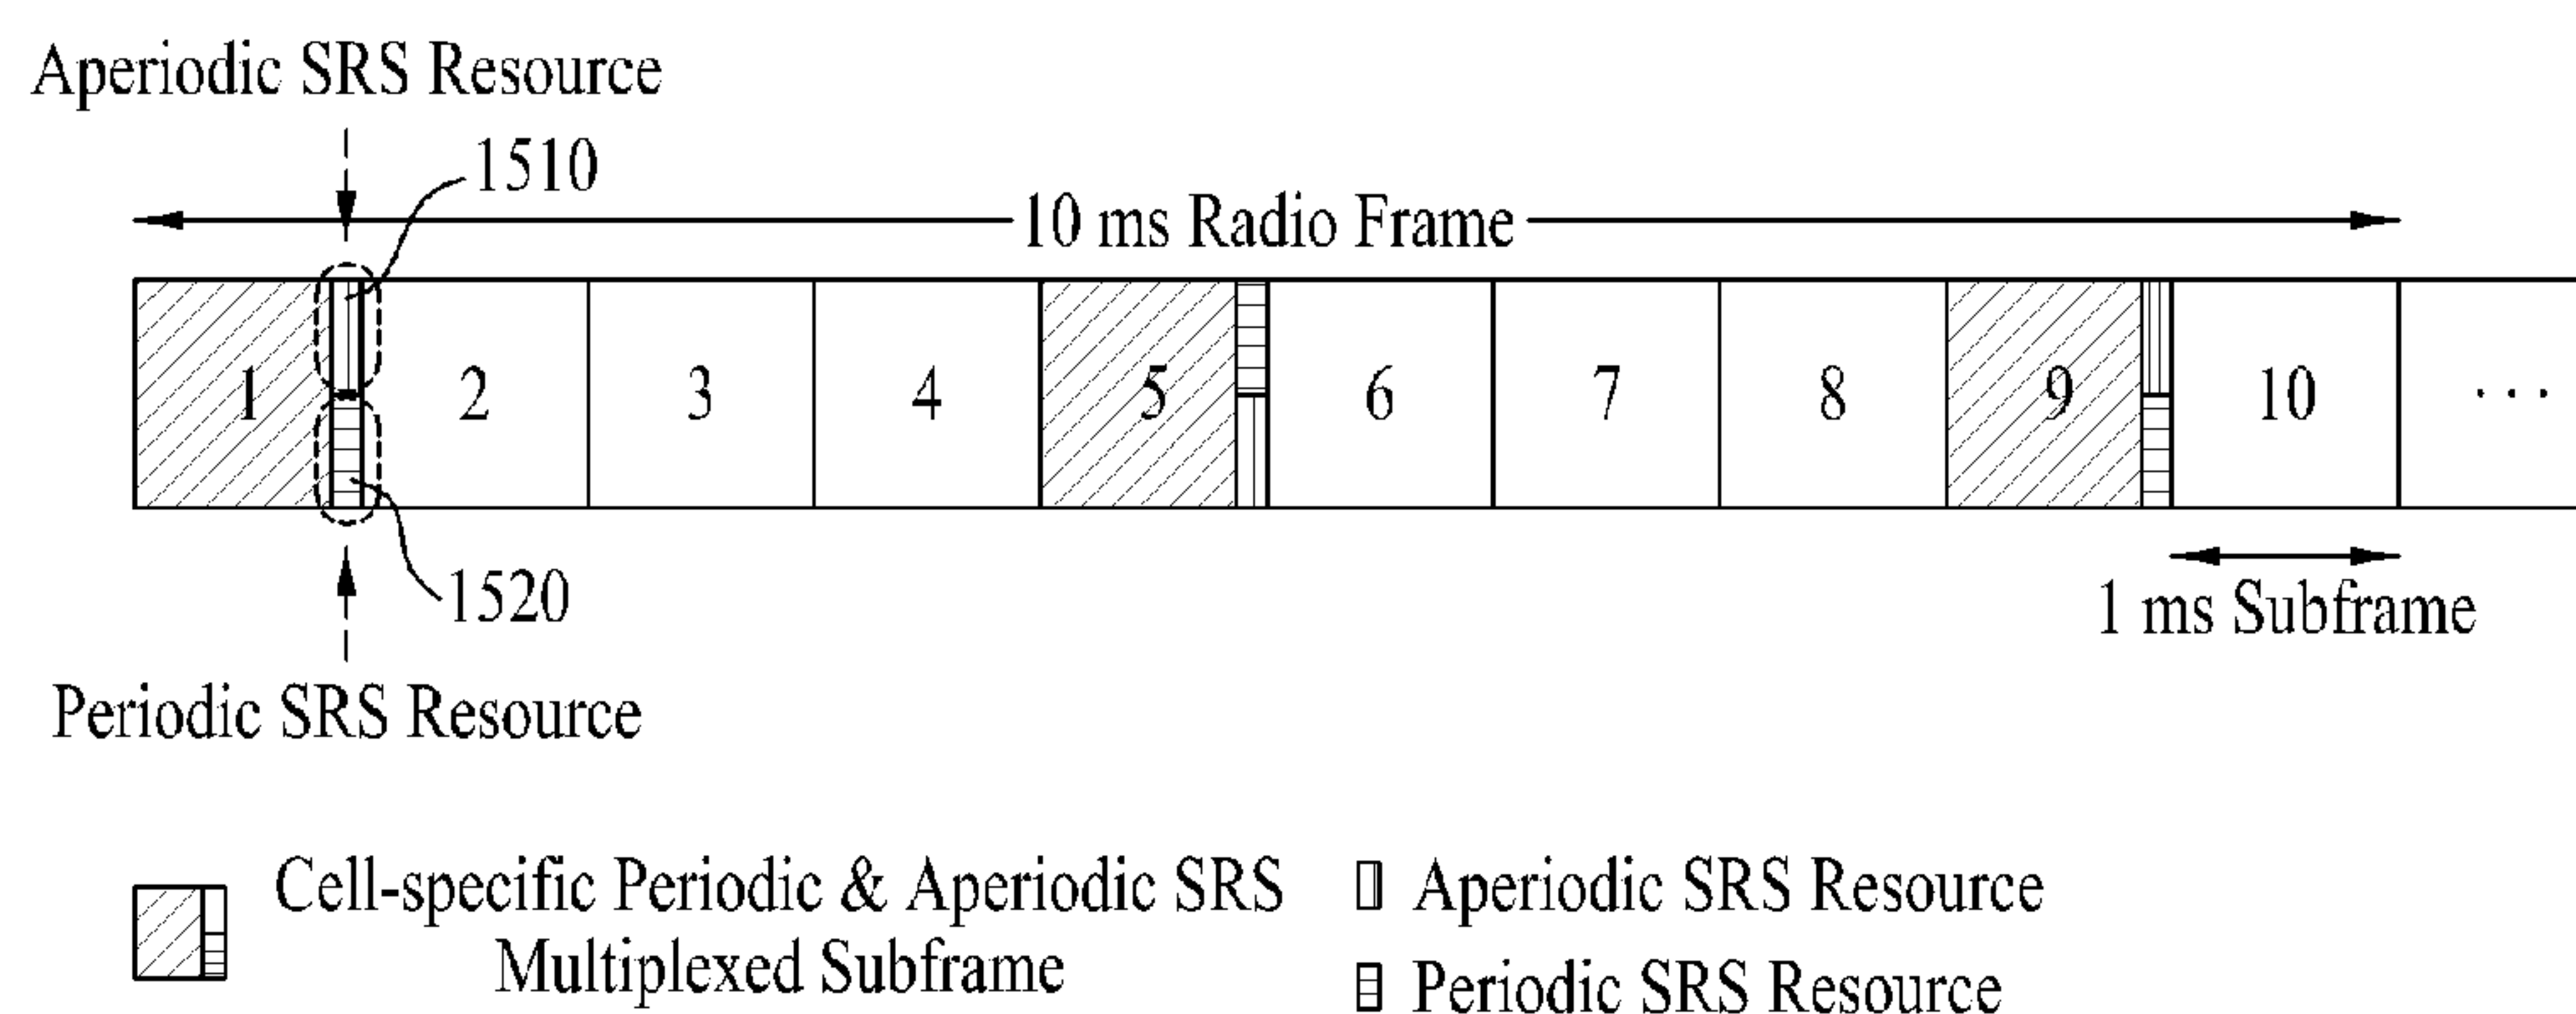 Aperiodic SRS Resource
1510
10 ms Radio Frame
1 2 3 4 5 6 7 8 9 10 ...
1520
1 ms Subframe
Periodic SRS Resource
Cell-specific Periodic & Aperiodic SRS
Multiplexed Subframe
Aperiodic SRS Resource
Periodic SRS Resource